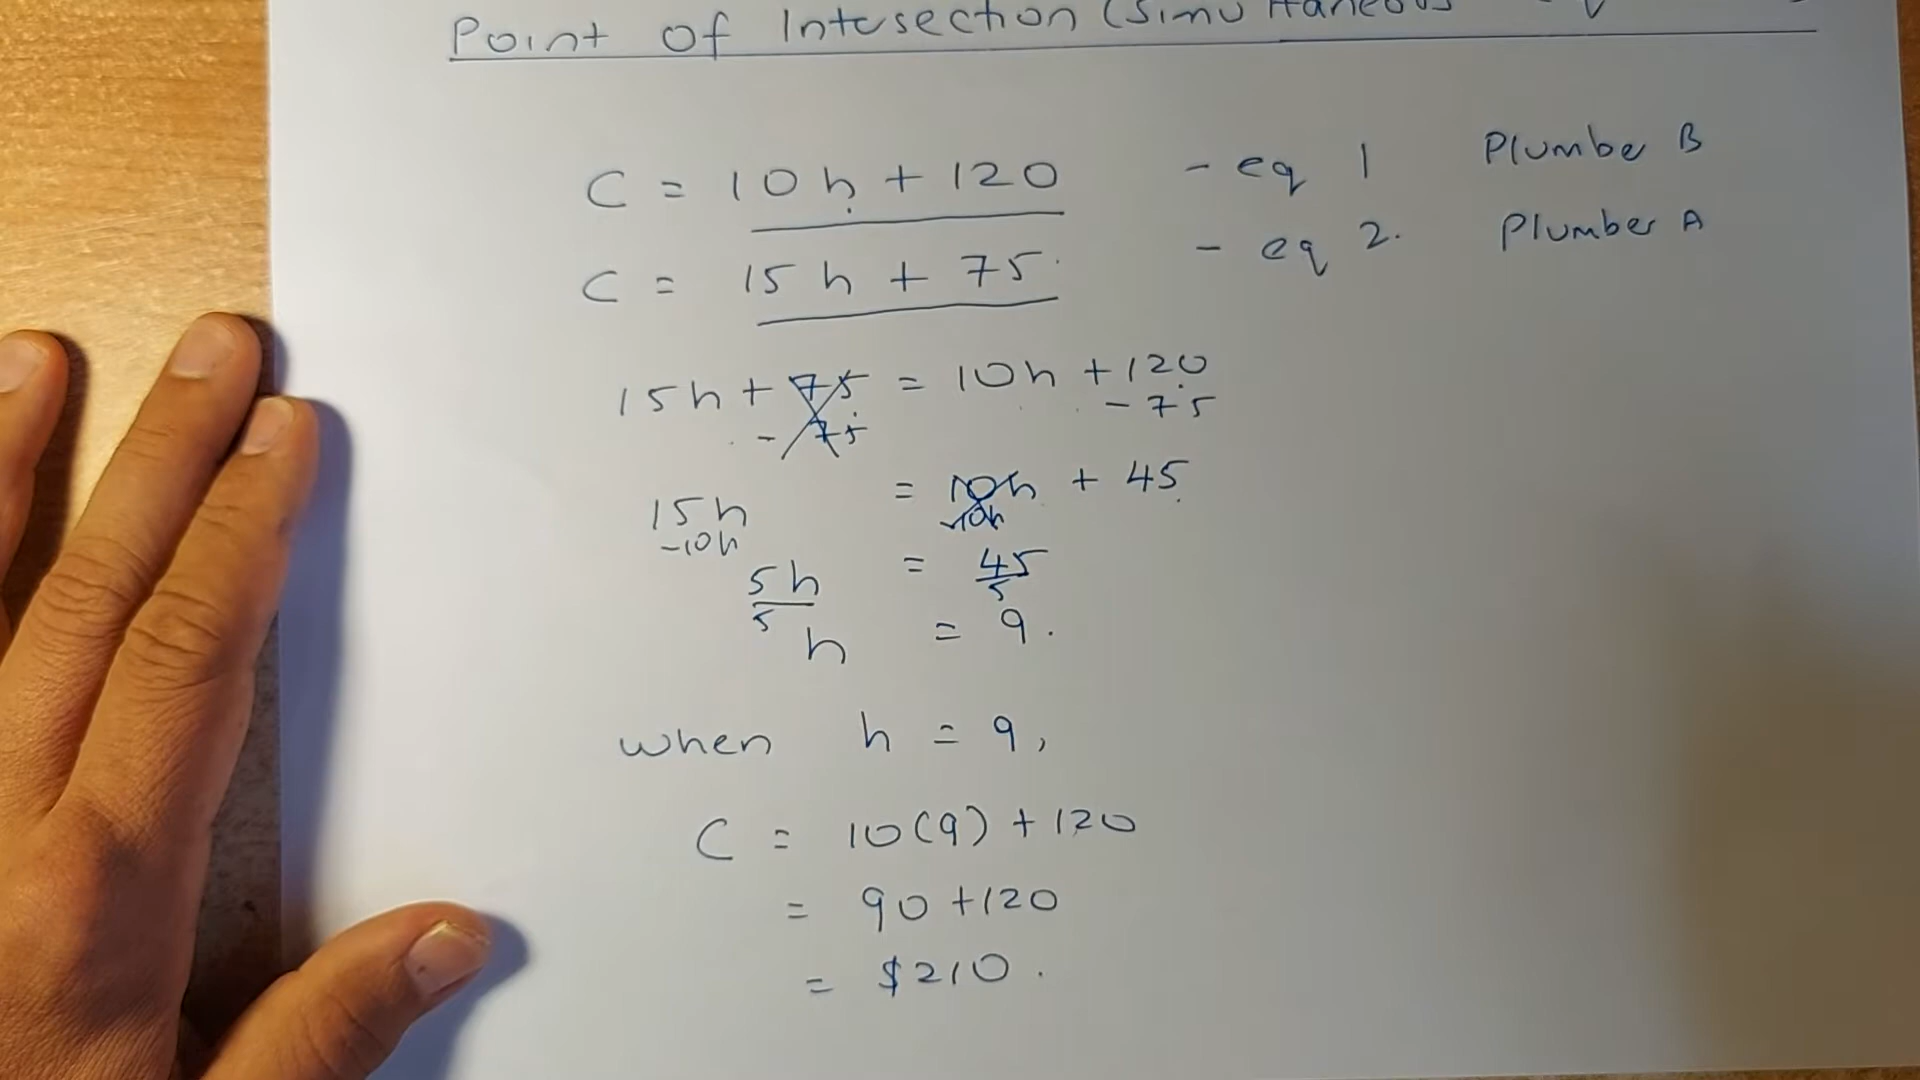 Point of Intersection (Simultaneous
C = 10h + 120 - eq 1 Plumber B
C = 15h + 75. - eq 2. Plumber A
15h + 75 = 10h + 120
- 75 - 75
15h = 10h + 45
-10h -10h
5h = 45
5 5
h = 9.
when h = 9,
C = 10(9) + 120
= 90 + 120
= $210.